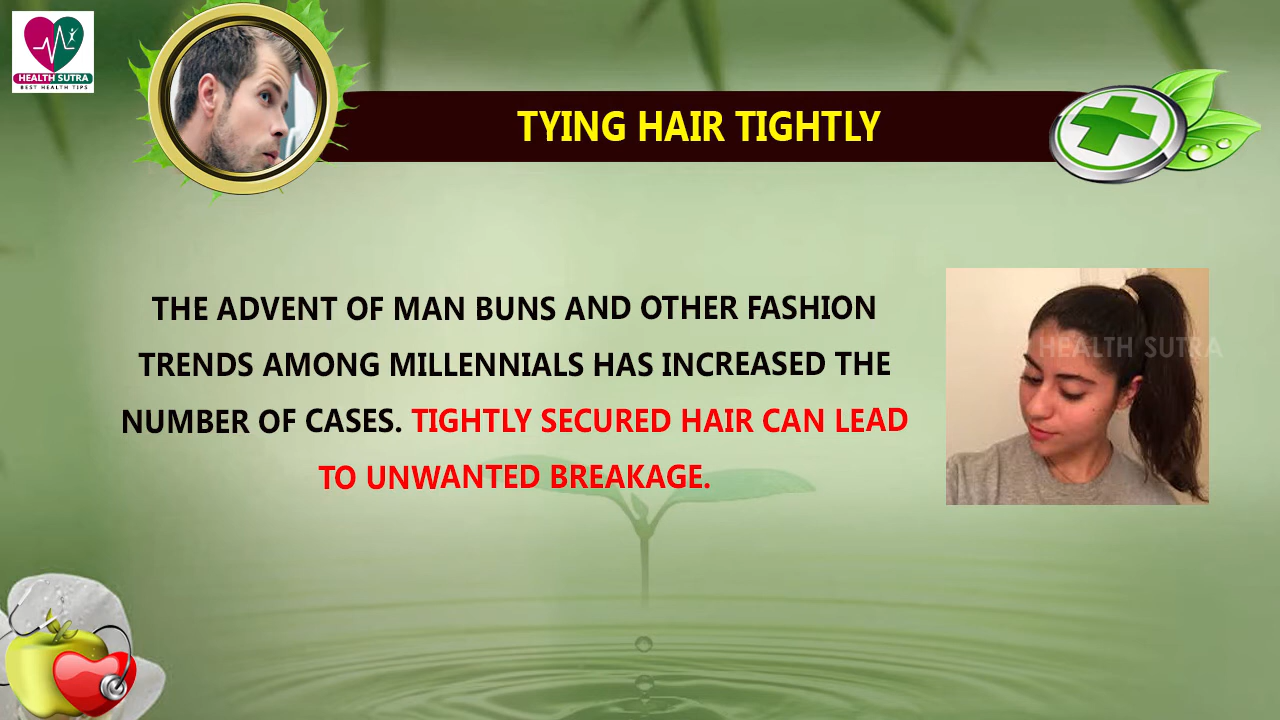 HEALTH SUTRA
BEST HEALTH TIPS
TYING HAIR TIGHTLY
THE ADVENT OF MAN BUNS AND OTHER FASHION
TRENDS AMONG MILLENNIALS HAS INCREASED THE
NUMBER OF CASES. TIGHTLY SECURED HAIR CAN LEAD
TO UNWANTED BREAKAGE.
HEALTH SUTRA